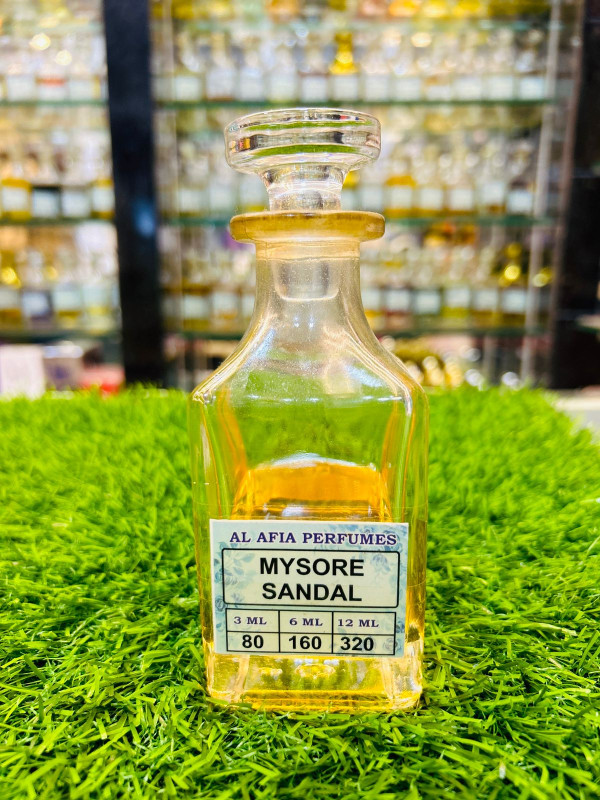 AL AFIA PERFUMES
MYSORE
SANDAL
3 ML 6 ML 12 ML
80 160 320